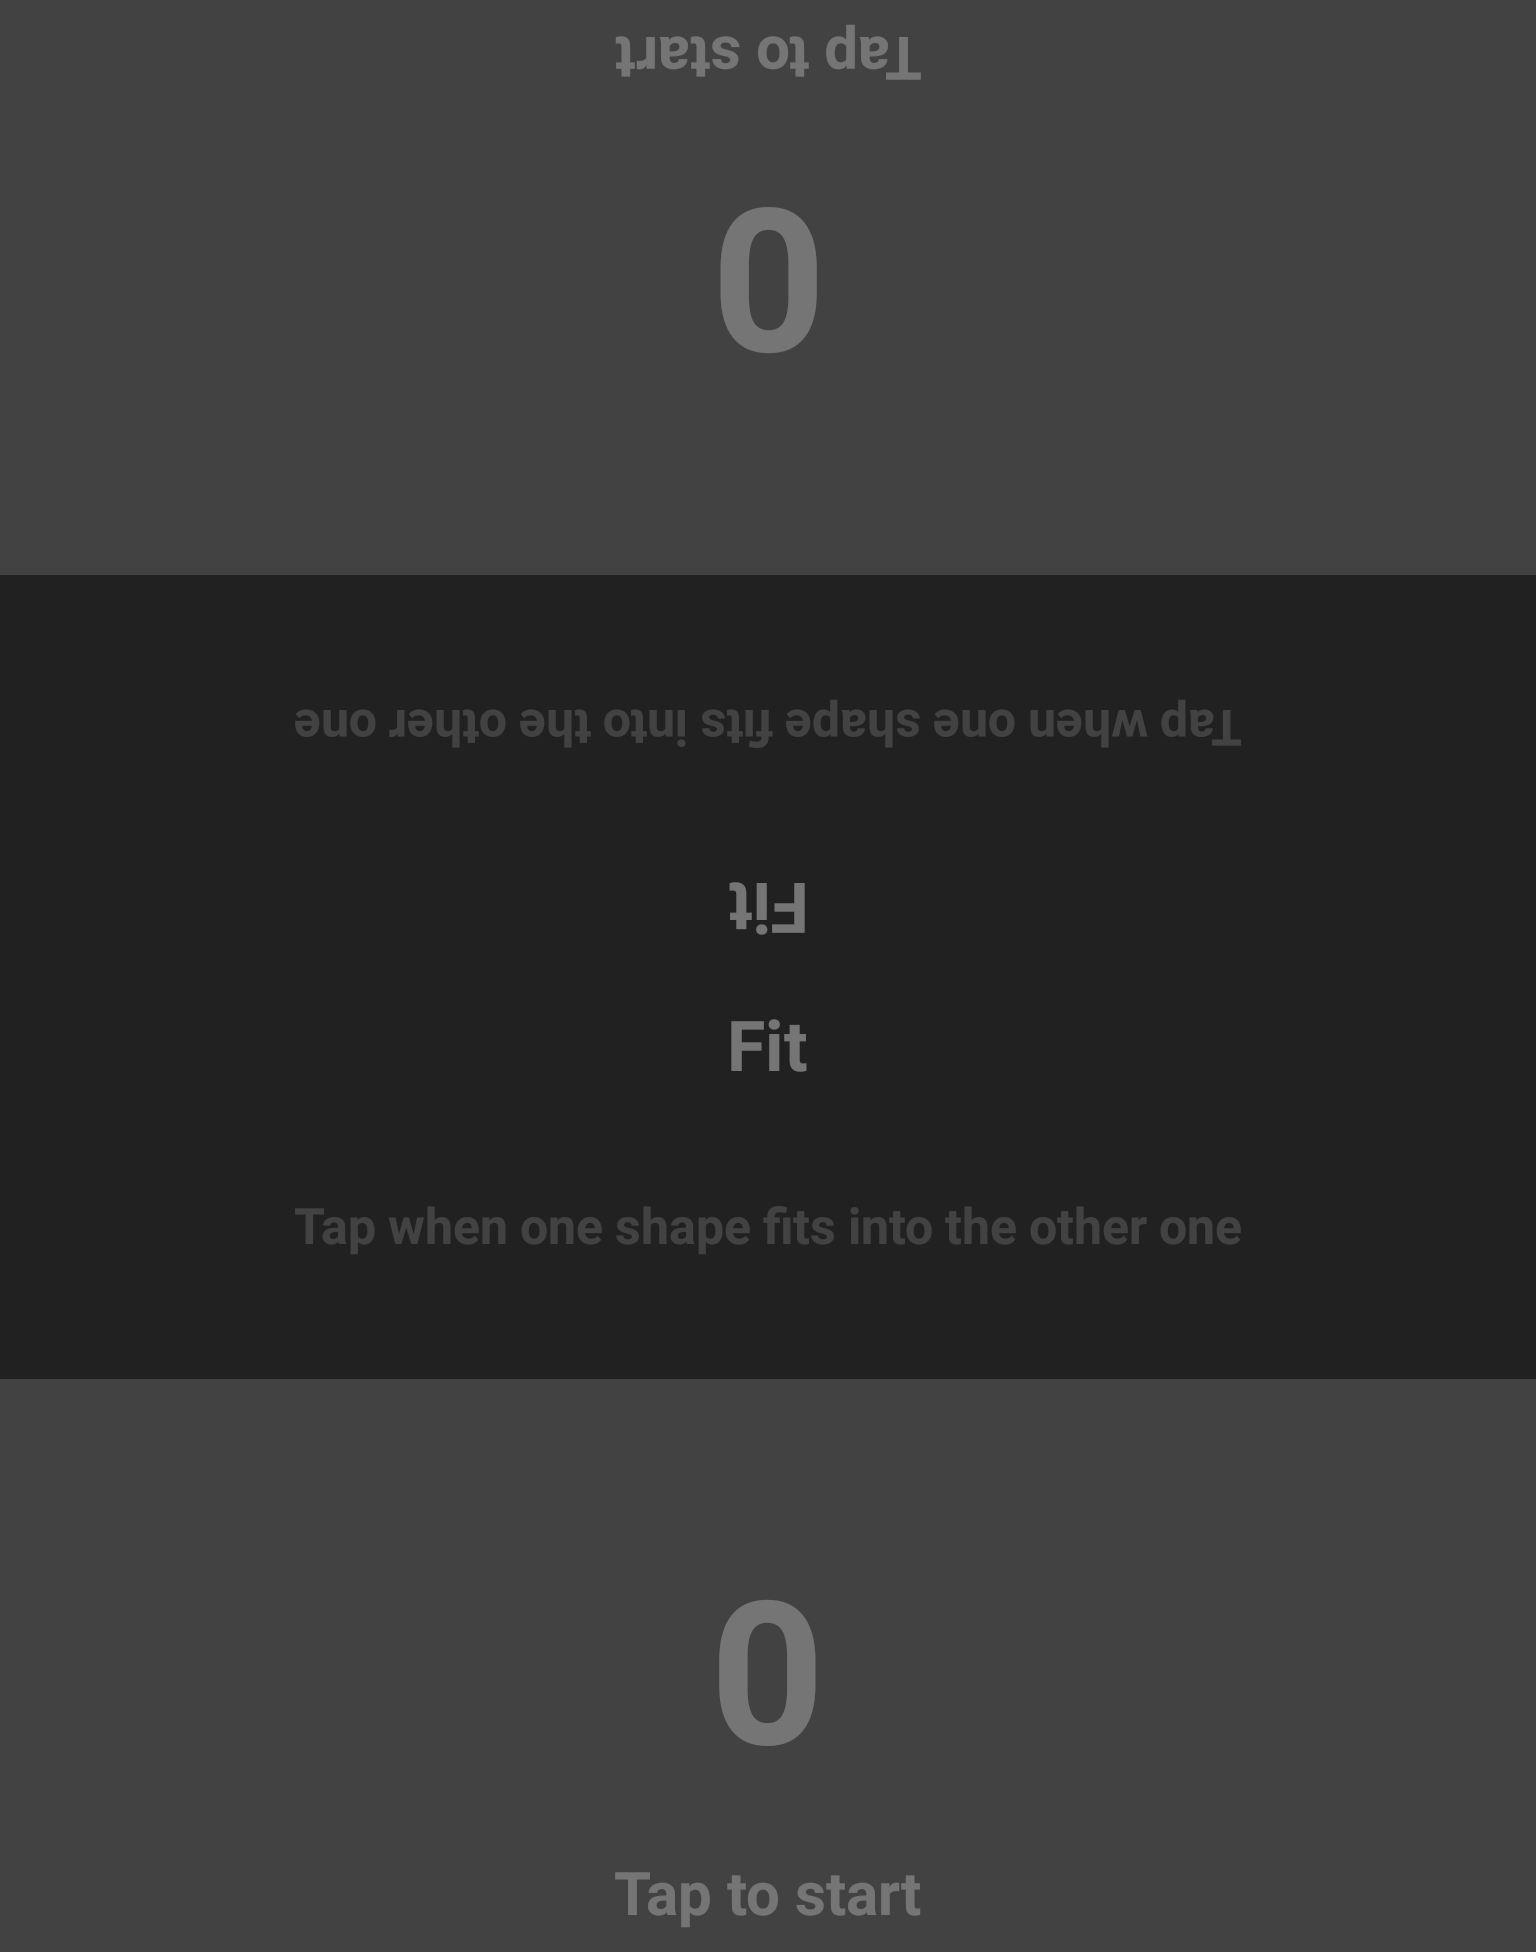 Tap to start
0
Tap when one shape fits into the other one
Fit
Fit
Tap when one shape fits into the other one
0
Tap to start